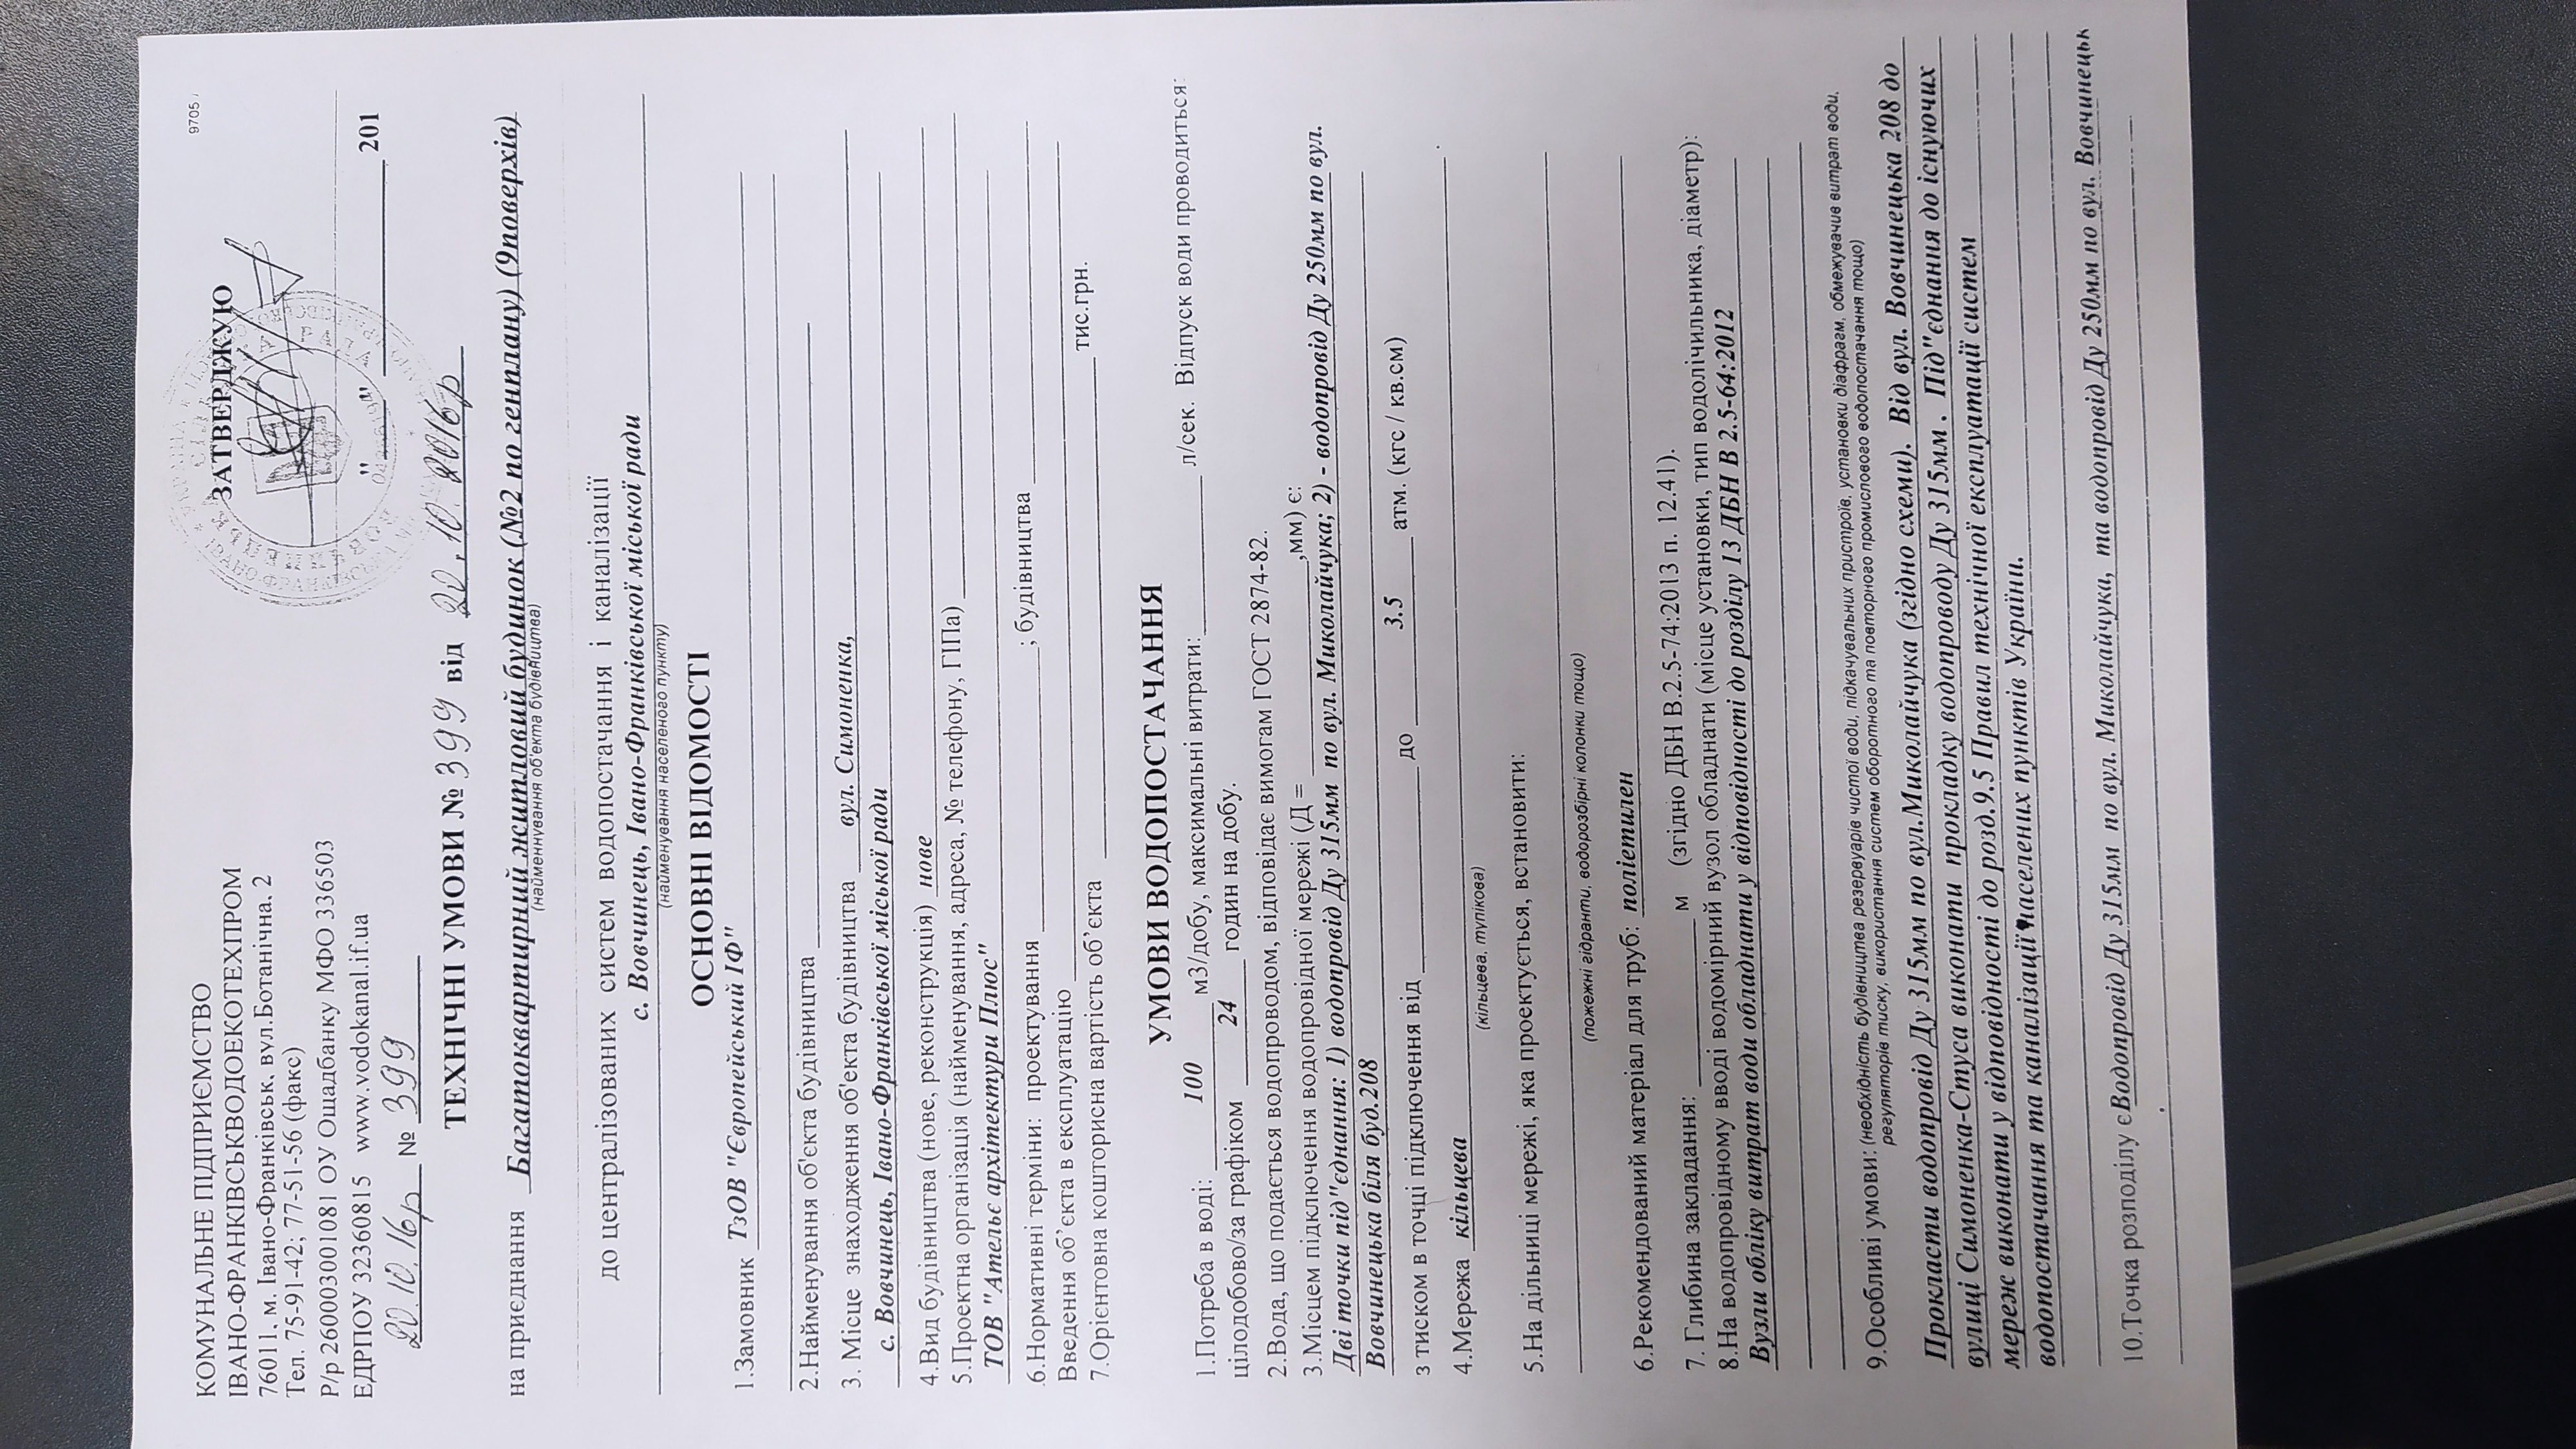 9705
КОМУНАЛЬНЕ ПІДПРИЄМСТВО
ІВАНО-ФРАНКІВСЬКВОДОЕКОТЕХПРОМ
76011, м. Івано-Франківськ, вул.Ботанічна, 2
Тел. 75-91-42; 77-51-56 (факс)
Р/р 26000300­1081 ОУ Ощадбанку МФО 336503
ЕДРПОУ 32360815 www.vodokanal.if.ua
20.10.16р № 399
ЗАТВЕРДЖУЮ
" " 201
ТЕХНІЧНІ УМОВИ № 399 від 20.10.2016р
на приєднання Багатоквартирний житловий будинок (№2 по генплану) (9поверхів)
(найменнування об'єкта будівництва)
до централізованих систем водопостачання і каналізації
с. Вовчинець, Івано-Франківської міської ради
(найменування населеного пункту)
ОСНОВНІ ВІДОМОСТІ
1.Замовник ТзОВ "Європейський ІФ"
2.Найменування об'єкта будівництва
3. Місце знаходження об'єкта будівництва вул. Симоненка,
с. Вовчинець, Івано-Франківської міської ради
4.Вид будівництва (нове, реконструкція) нове
5.Проектна організація (найменування, адреса, № телефону, ГІПа)
ТОВ "Ательє архітектури Плюс"
.6.Нормативні терміни: проектування ; будівництва
Введення об'єкта в експлуатацію
7.Орієнтовна кошторисна вартість об'єкта тис.грн.
УМОВИ ВОДОПОСТАЧАННЯ
1.Потреба в воді: 100 м3/добу, максимальні витрати: л/сек. Відпуск води проводиться:
цілодобово/за графіком 24 годин на добу.
2.Вода, що подається водопроводом, відповідає вимогам ГОСТ 2874-82.
3.Місцем підключення водопровідної мережі (Д = ,мм) є:
Дві точки під"єднання: 1) водопровід Ду 315мм по вул. Миколайчука; 2) - водопровід Ду 250мм по вул.
Вовчинецька біля буд.208
з тиском в точці підключення від до 3.5 атм. (кгс / кв.см)
4.Мережа кільцева
(кільцева, тупікова)
5.На дільниці мережі, яка проектується, встановити:
(пожежні гідранти, водорозбірні колонки тощо)
6.Рекомендований матеріал для труб: поліетилен
7. Глибина закладання: м (згідно ДБН В.2.5-74:2013 п. 12.41).
8.На водопровідному вводі водомірний вузол обладнати (місце установки, тип водолічильника, діаметр):
Вузли обліку витрат води обладнати у відповідності до розділу 13 ДБН В 2.5-64:2012
9.Особливі умови: (необхідність будівництва резервуарів чистої води, підкачувальних пристроїв, установки діафрагм, обмежувачив витрат води,
регуляторів тиску, використання систем оборотного та повторного промислового водопостачання тощо)
Прокласти водопровід Ду 315мм по вул.Миколайчука (згідно схеми). Від вул. Вовчинецька 208 до
вулиці Симоненка-Стуса виконати прокладку водопроводу Ду 315мм . Під"єднання до існуючих
мереж виконати у відповідності до розд.9.5 Правил технічної експлуатації систем
водопостачання та каналізації населених пунктів України.
10.Точка розподілу єВодопровід Ду 315мм по вул. Миколайчука, та водопровід Ду 250мм по вул. Вовчинецьк